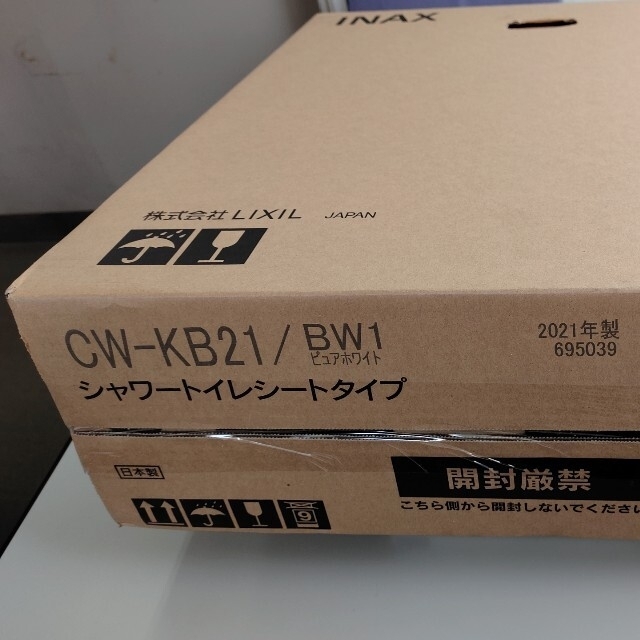 INAX
株式会社 LIXIL JAPAN
CW-KB21/BW1
ピュアホワイト
2021年製
695039
シャワートイレシートタイプ
日本製
開封厳禁
こちら側から開封しないでください
9